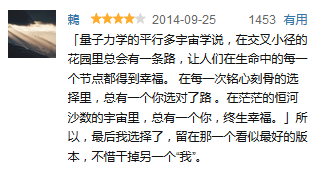 鶇 2014-09-25 1453 有用
「量子力学的平行多宇宙学说，在交叉小径的
花园里总会有一条路，让人们在生命中的每一
个节点都得到幸福。 在每一次铭心刻骨的选
择里，总有一个你选对了路 。在茫茫的恒河
沙数的宇宙里，总有一个你，终生幸福。」所
以，最后我选择了，留在那一个看似最好的版
本，不惜干掉另一个“我”。